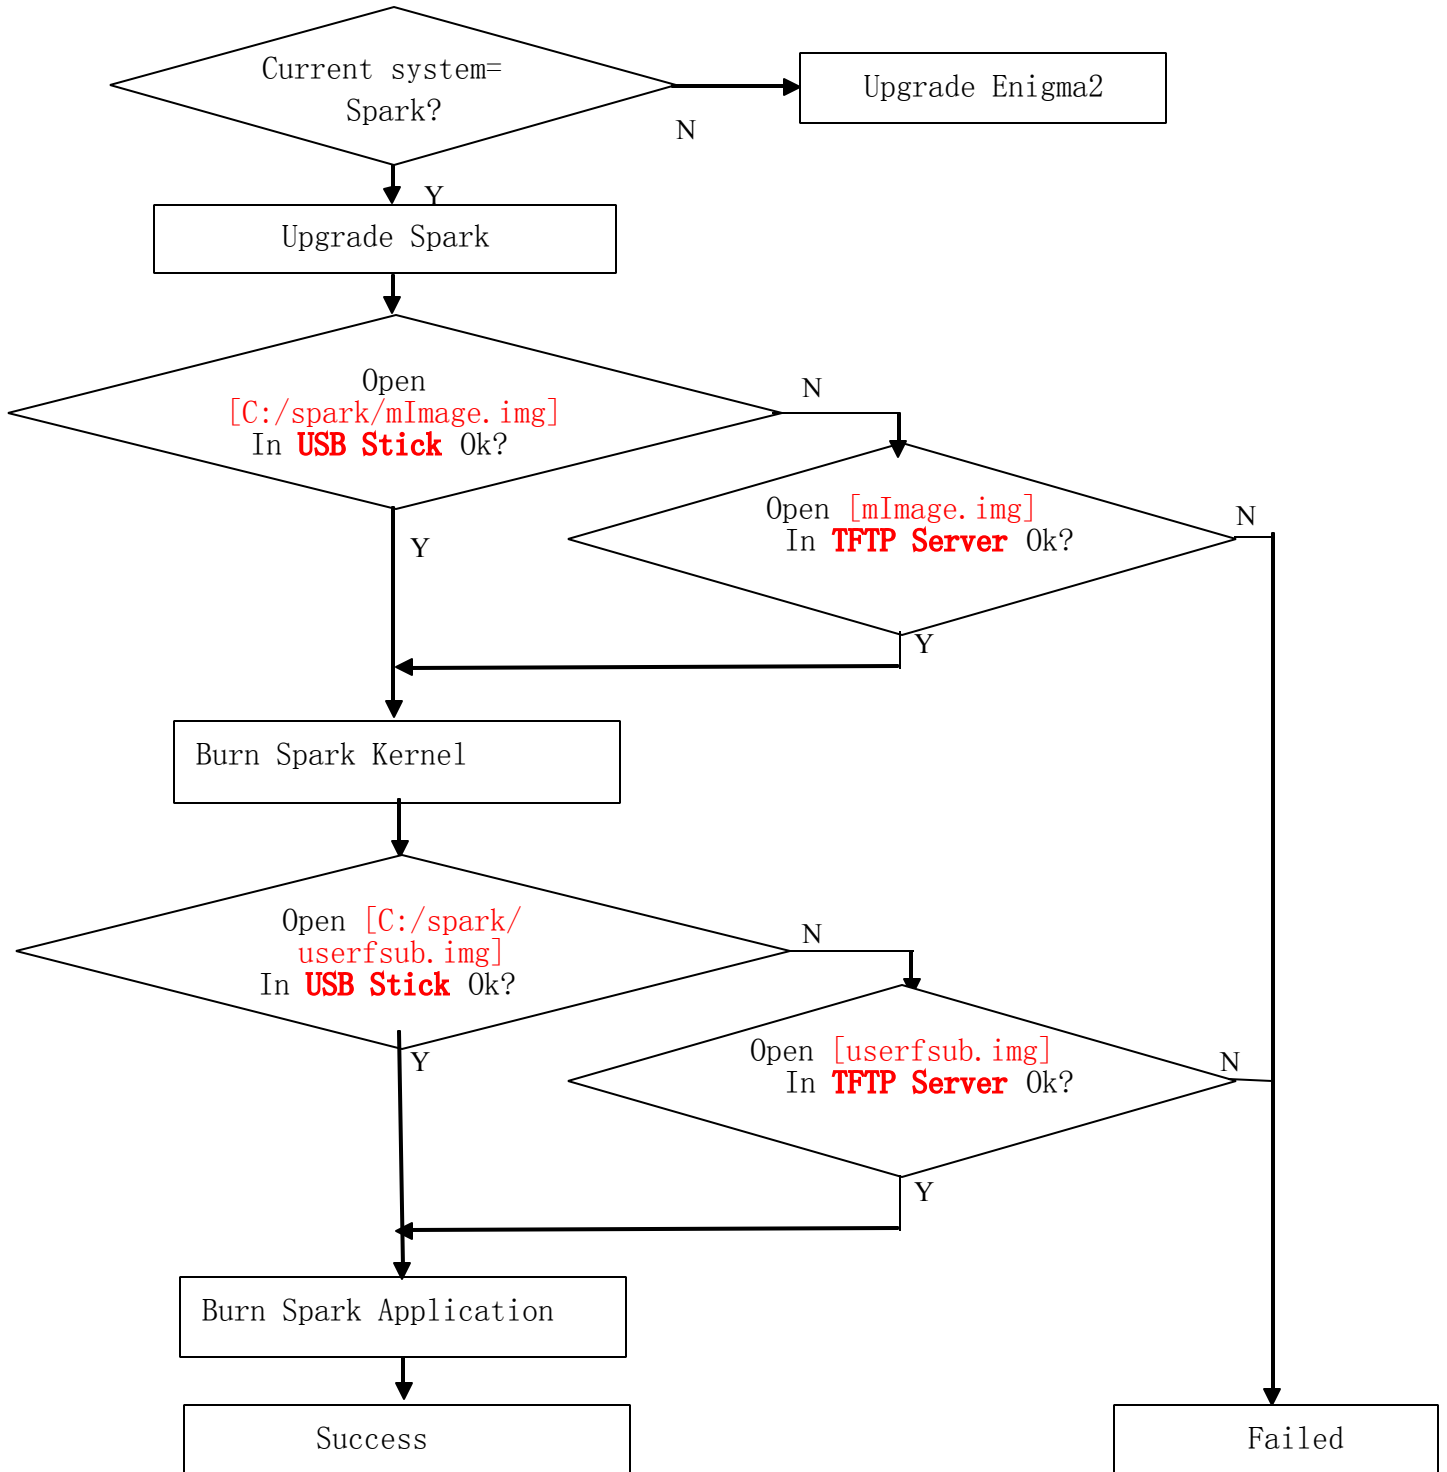 Current system=
Spark?
Upgrade Enigma2
N
Y
Upgrade Spark
Open
[C:/spark/mImage.img]
In USB Stick Ok?
N
Open [mImage.img]
In TFTP Server Ok?
N
Y
Y
Burn Spark Kernel
Open [C:/spark/
userfsub.img]
In USB Stick Ok?
N
Open [userfsub.img]
In TFTP Server Ok?
N
Y
Y
Burn Spark Application
Success
Failed